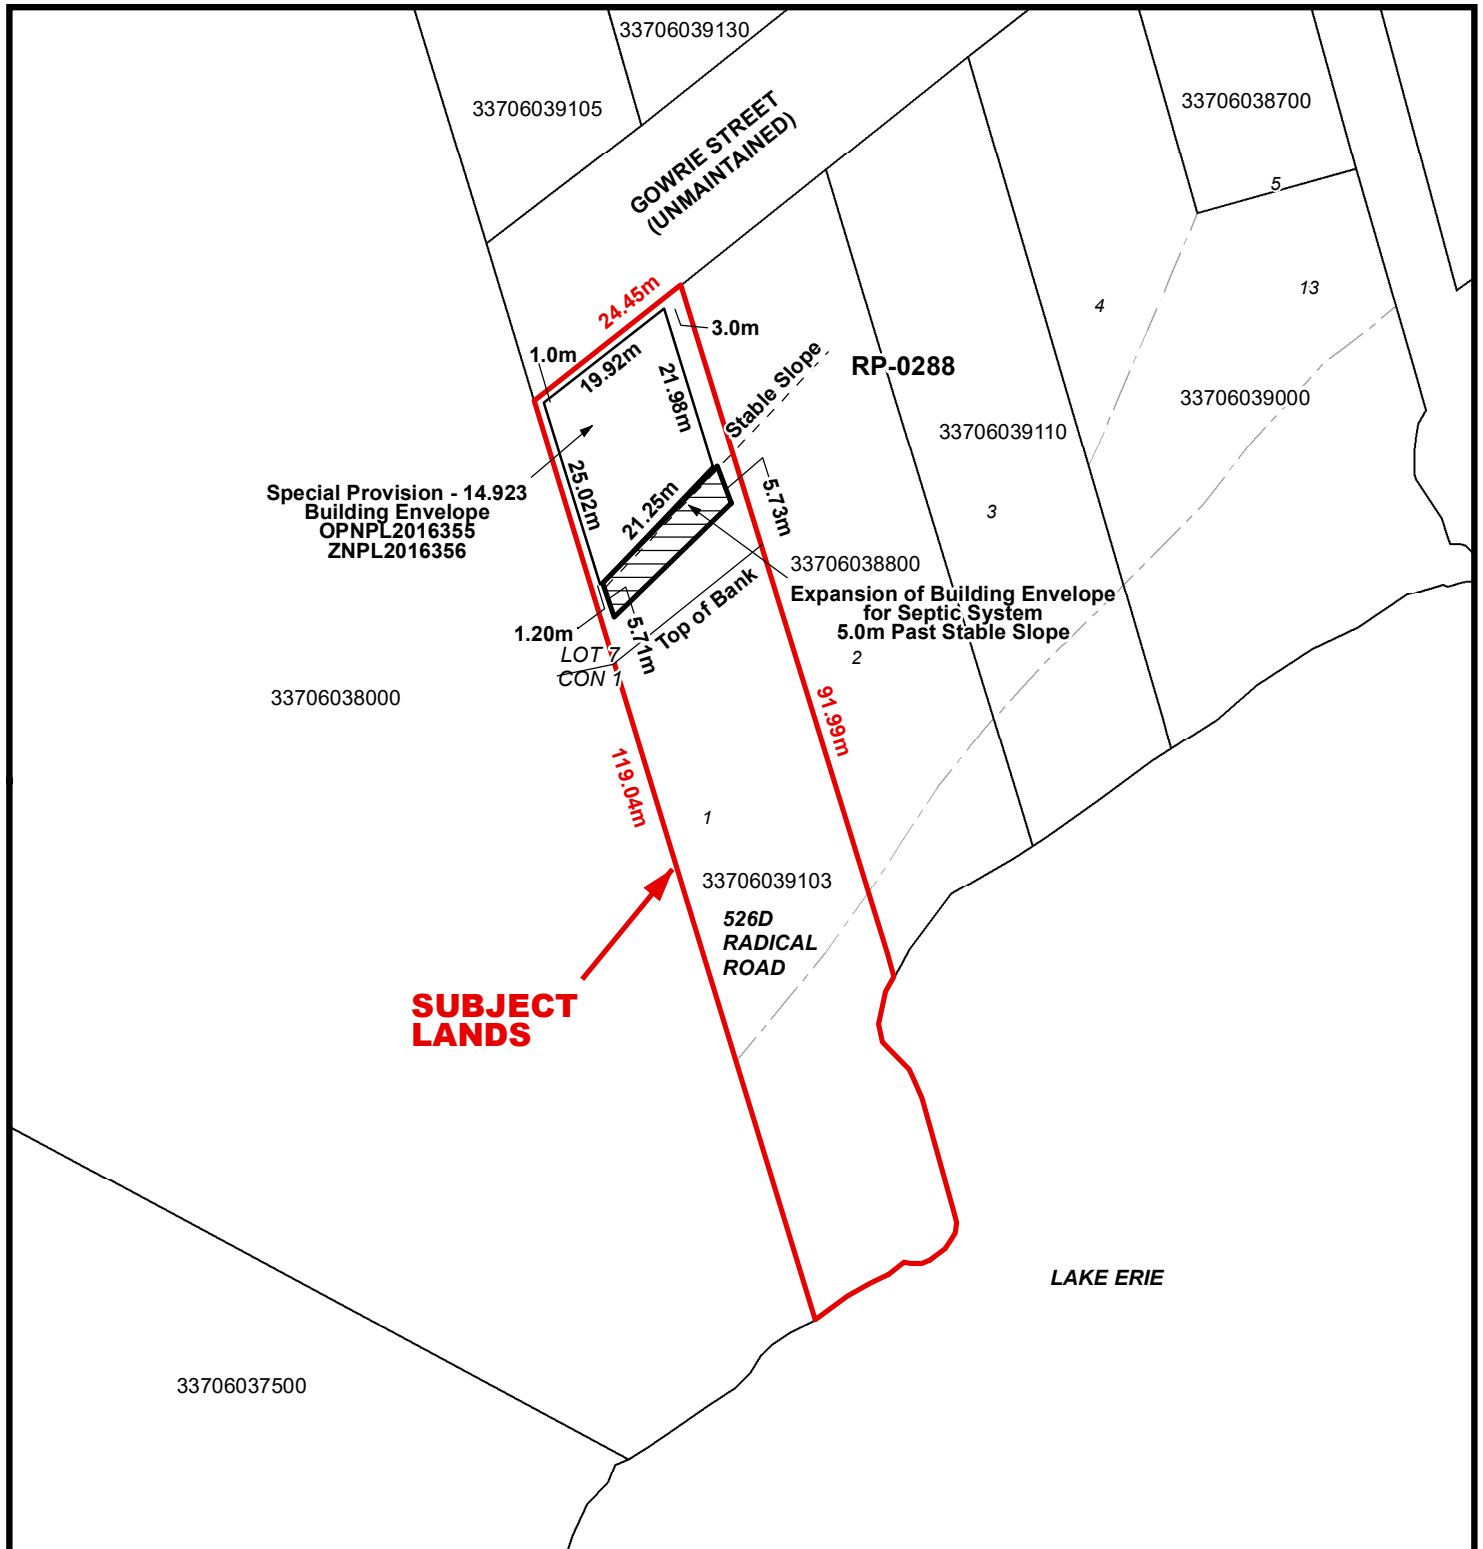 33706039130
33706039105
33706038700
GOWRIE STREET
(UNMAINTAINED)
5
13
4
24.45m
3.0m
1.0m
19.92m
21.98m
Stable Slope
RP-0288
33706039000
33706039110
Special Provision - 14.923
Building Envelope
OPNPL2016355
ZNPL2016356
25.02m
21.25m
5.73m
3
33706038800
Expansion of Building Envelope
for Septic System
5.0m Past Stable Slope
Top of Bank
1.20m
5.71m
LOT 7
CON 1
2
33706038000
91.99m
119.04m
1
33706039103
526D
RADICAL
ROAD
SUBJECT
LANDS
LAKE ERIE
33706037500